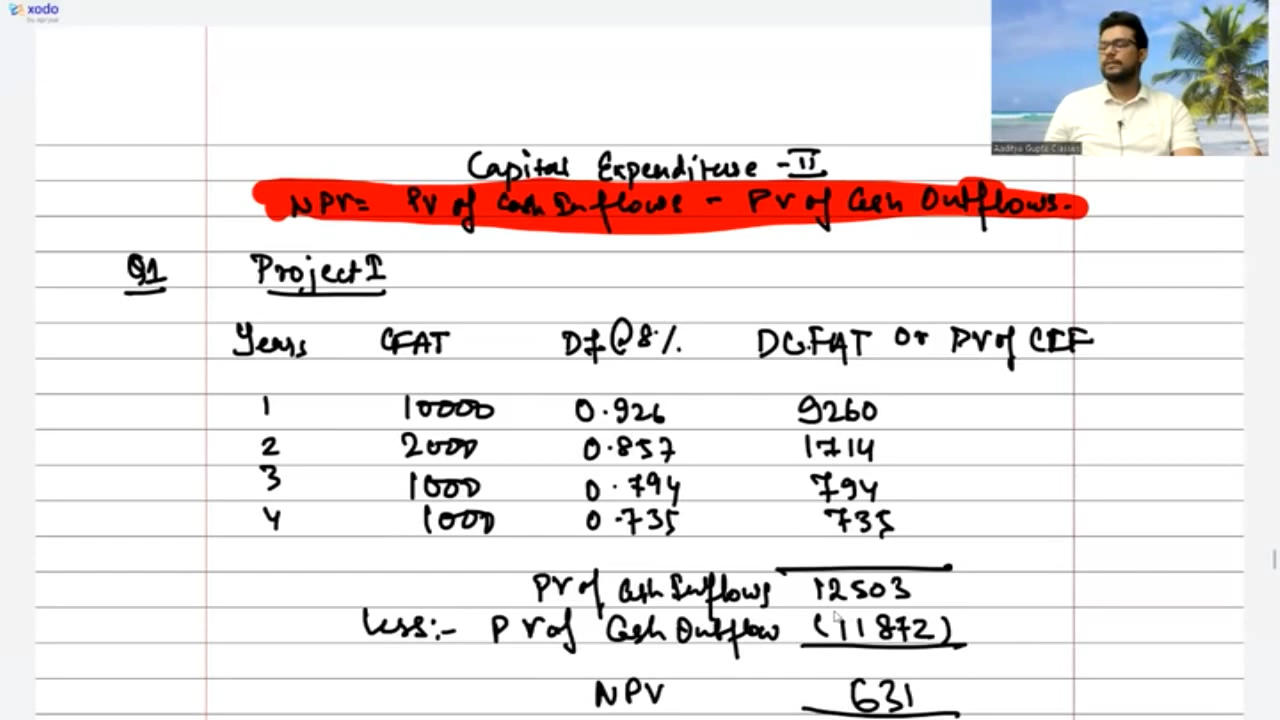 xodo
by apryse
Aaditya Gupta Classes
Capital Expenditure - II
NPV= PV of Cash Inflows - PV of Cash Outflows.
Q1 Project I
Years CFAT Df@8% DCFAT or PV of CIF
1 10000 0.926 9260
2 2000 0.857 1714
3 1000 0.794 794
4 1000 0.735 735
PV of Cash Inflows 12503
Less:- PV of Cash Outflow (11872)
NPV 631